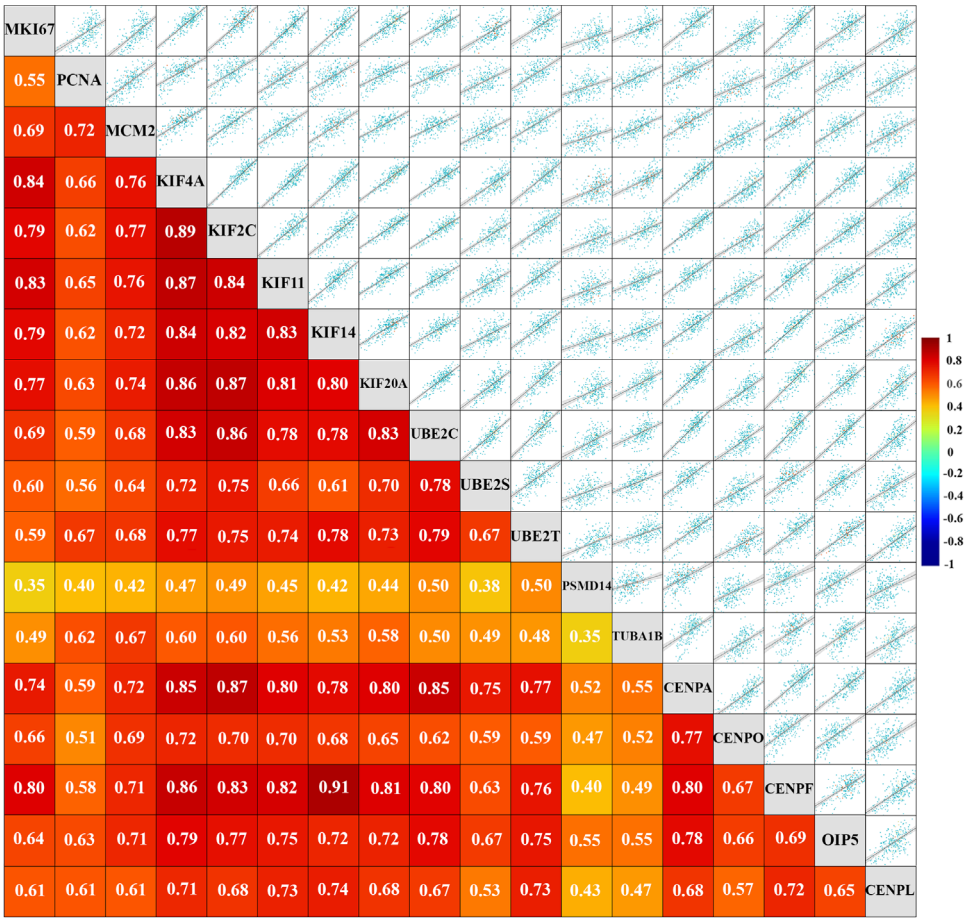 MKI67
0.55 PCNA
0.69 0.72 MCM2
0.84 0.66 0.76 KIF4A
0.79 0.62 0.77 0.89 KIF2C
0.83 0.65 0.76 0.87 0.84 KIF11
0.79 0.62 0.72 0.84 0.82 0.83 KIF14
0.77 0.63 0.74 0.86 0.87 0.81 0.80 KIF20A
0.69 0.59 0.68 0.83 0.86 0.78 0.78 0.83 UBE2C
0.60 0.56 0.64 0.72 0.75 0.66 0.61 0.70 0.78 UBE2S
0.59 0.67 0.68 0.77 0.75 0.74 0.78 0.73 0.79 0.67 UBE2T
0.35 0.40 0.42 0.47 0.49 0.45 0.42 0.44 0.50 0.38 0.50 PSMD14
0.49 0.62 0.67 0.60 0.60 0.56 0.53 0.58 0.50 0.49 0.48 0.35 TUBA1B
0.74 0.59 0.72 0.85 0.87 0.80 0.78 0.80 0.85 0.75 0.77 0.52 0.55 CENPA
0.66 0.51 0.69 0.72 0.70 0.70 0.68 0.65 0.62 0.59 0.59 0.47 0.52 0.77 CENPO
0.80 0.58 0.71 0.86 0.83 0.82 0.91 0.81 0.80 0.63 0.76 0.40 0.49 0.80 0.67 CENPF
0.64 0.63 0.71 0.79 0.77 0.75 0.72 0.72 0.78 0.67 0.75 0.55 0.55 0.78 0.66 0.69 OIP5
0.61 0.61 0.61 0.71 0.68 0.73 0.74 0.68 0.67 0.53 0.73 0.43 0.47 0.68 0.57 0.72 0.65 CENPL
1
0.8
0.6
0.4
0.2
0
-0.2
-0.4
-0.6
-0.8
-1